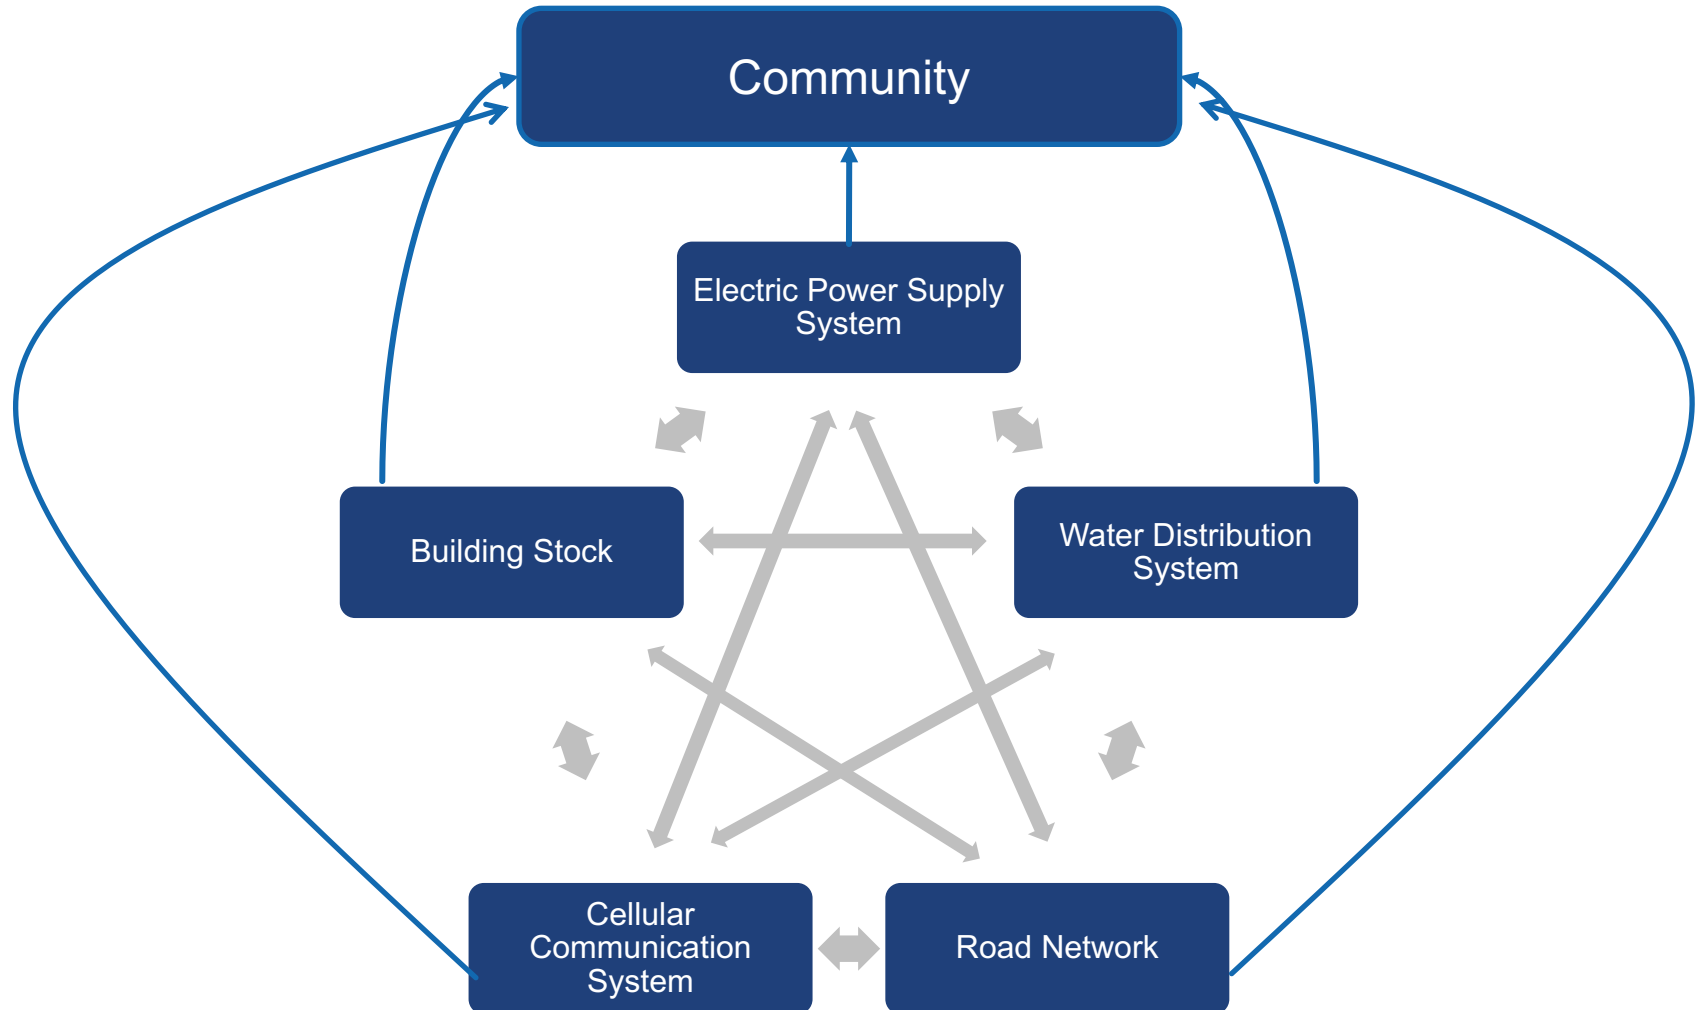 Community
Electric Power Supply
System
Building Stock
Water Distribution
System
Cellular
Communication
System
Road Network